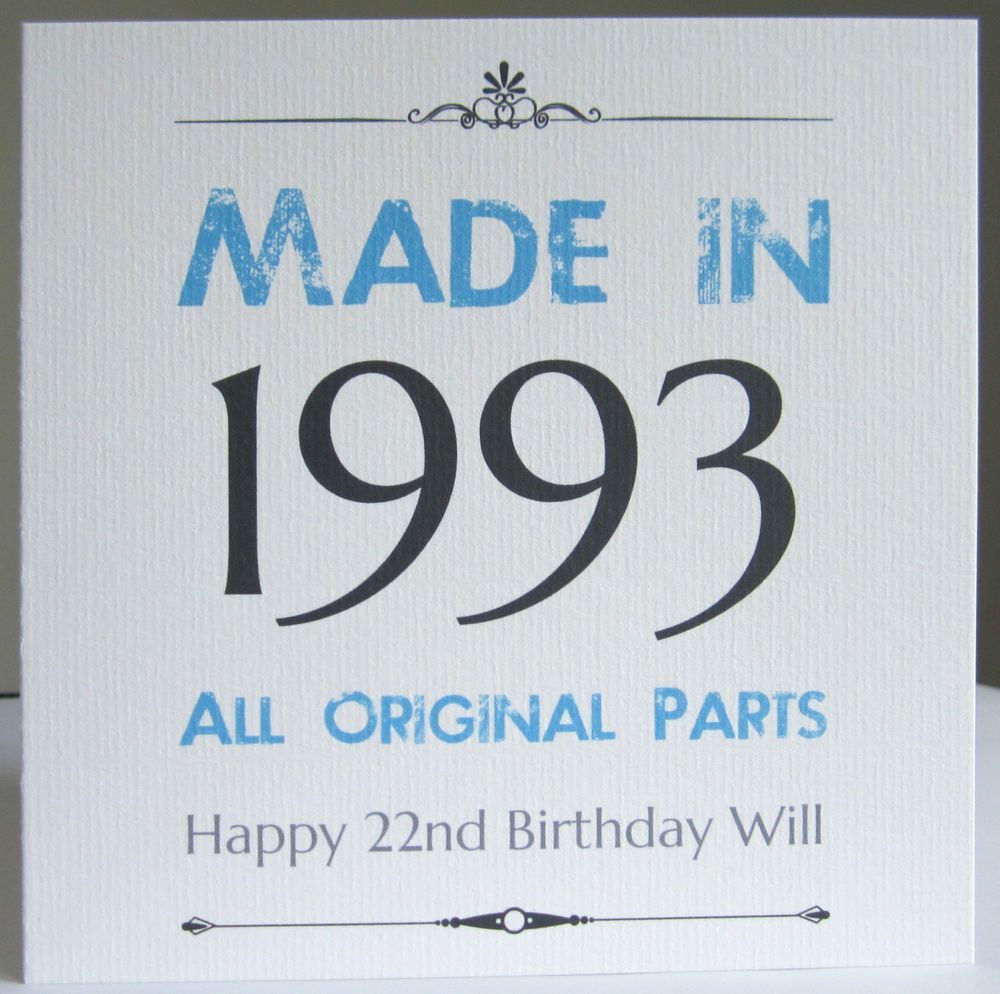 MADE IN
1993
ALL ORIGINAL PARTS
Happy 22nd Birthday Will